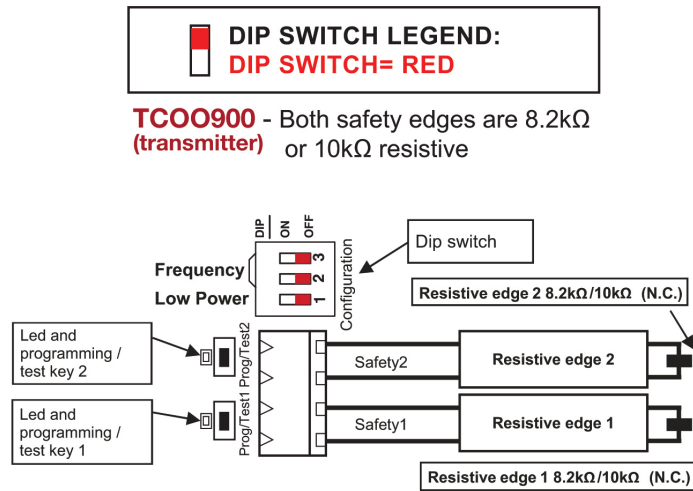 DIP SWITCH LEGEND:
DIP SWITCH= RED
TCOO900 - Both safety edges are 8.2kΩ
(transmitter) or 10kΩ resistive
DIP
ON
OFF
Dip switch
3
Frequency
2
Low Power
1
Configuration
Resistive edge 2 8.2kΩ/10kΩ (N.C.)
Led and
programming /
test key 2
Prog/Test2
Safety2
Resistive edge 2
Led and
programming /
test key 1
Prog/Test1
Safety1
Resistive edge 1
Resistive edge 1 8.2kΩ/10kΩ (N.C.)